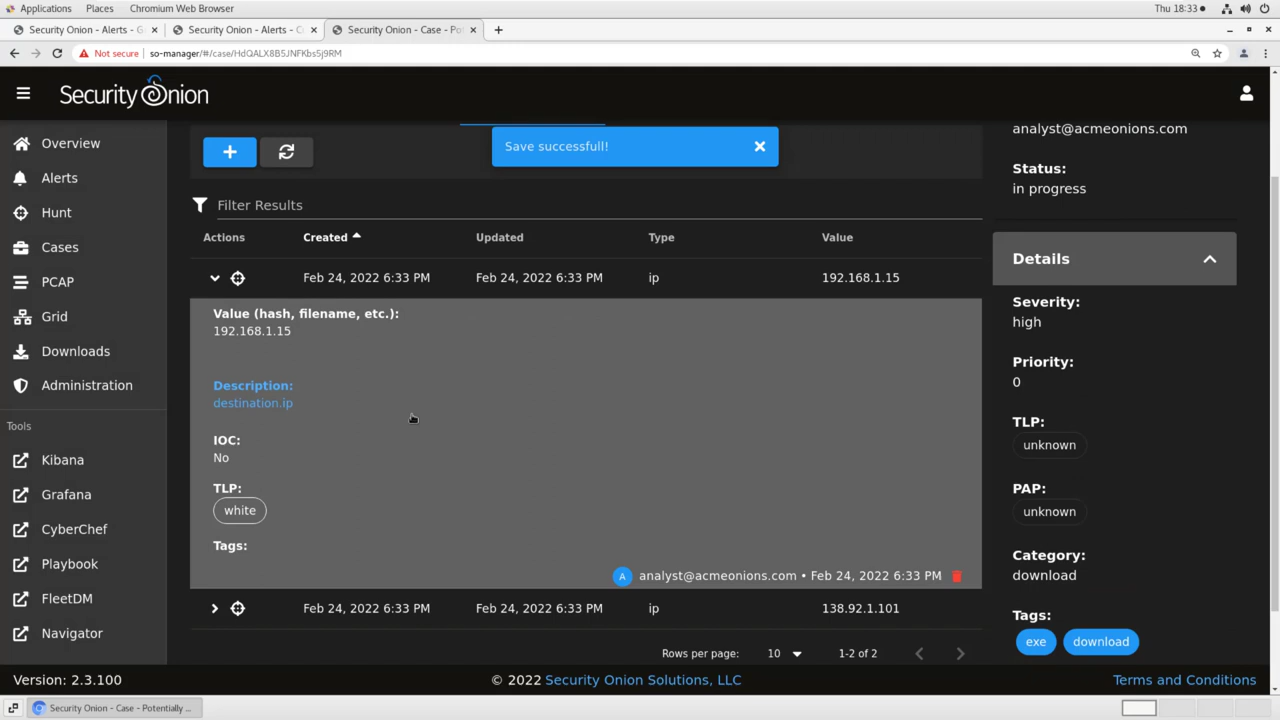 Applications Places Chromium Web Browser Thu 18:33
Security Onion - Alerts - G Security Onion - Alerts - C Security Onion - Case - Po
Not secure so-manager/#/case/HdQALX8B5JNFKbs5j9RM
Security Onion
Overview
Alerts
Hunt
Cases
PCAP
Grid
Downloads
Administration
Tools
Kibana
Grafana
CyberChef
Playbook
FleetDM
Navigator
Version: 2.3.100
Save successfull!
Filter Results
Actions Created Updated Type Value
Feb 24, 2022 6:33 PM Feb 24, 2022 6:33 PM ip 192.168.1.15
Value (hash, filename, etc.):
192.168.1.15
Description:
destination.ip
IOC:
No
TLP:
white
Tags:
A analyst@acmeonions.com • Feb 24, 2022 6:33 PM
Feb 24, 2022 6:33 PM Feb 24, 2022 6:33 PM ip 138.92.1.101
Rows per page: 10 1-2 of 2
analyst@acmeonions.com
Status:
in progress
Details
Severity:
high
Priority:
0
TLP:
unknown
PAP:
unknown
Category:
download
Tags:
exe download
© 2022 Security Onion Solutions, LLC
Terms and Conditions
Security Onion - Case - Potentially ...